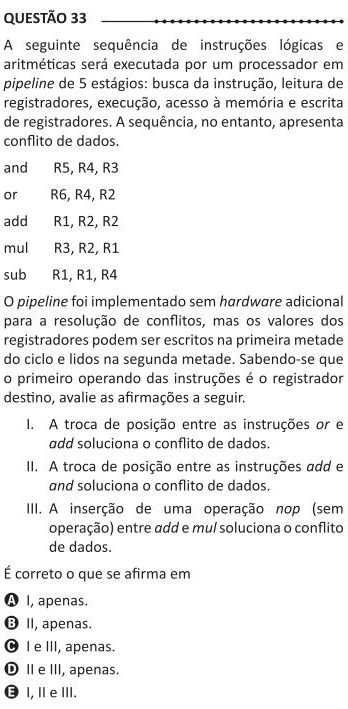 QUESTÃO 33
A seguinte sequência de instruções lógicas e
aritméticas será executada por um processador em
pipeline de 5 estágios: busca da instrução, leitura de
registradores, execução, acesso à memória e escrita
de registradores. A sequência, no entanto, apresenta
conflito de dados.
and R5, R4, R3
or R6, R4, R2
add R1, R2, R2
mul R3, R2, R1
sub R1, R1, R4
O pipeline foi implementado sem hardware adicional
para a resolução de conflitos, mas os valores dos
registradores podem ser escritos na primeira metade
do ciclo e lidos na segunda metade. Sabendo-se que
o primeiro operando das instruções é o registrador
destino, avalie as afirmações a seguir.
I. A troca de posição entre as instruções or e
add soluciona o conflito de dados.
II. A troca de posição entre as instruções add e
and soluciona o conflito de dados.
III. A inserção de uma operação nop (sem
operação) entre add e mul soluciona o conflito
de dados.
É correto o que se afirma em
A I, apenas.
B II, apenas.
C I e III, apenas.
D II e III, apenas.
E I, II e III.